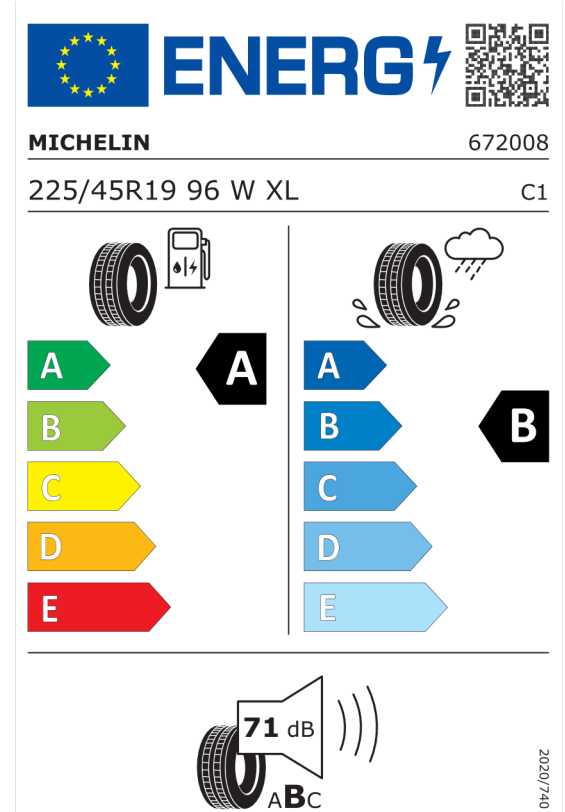 ENERG
MICHELIN 672008
225/45R19 96 W XL C1
A A A
B B B
C C
D D
E E
71 dB
ABC
2020/740